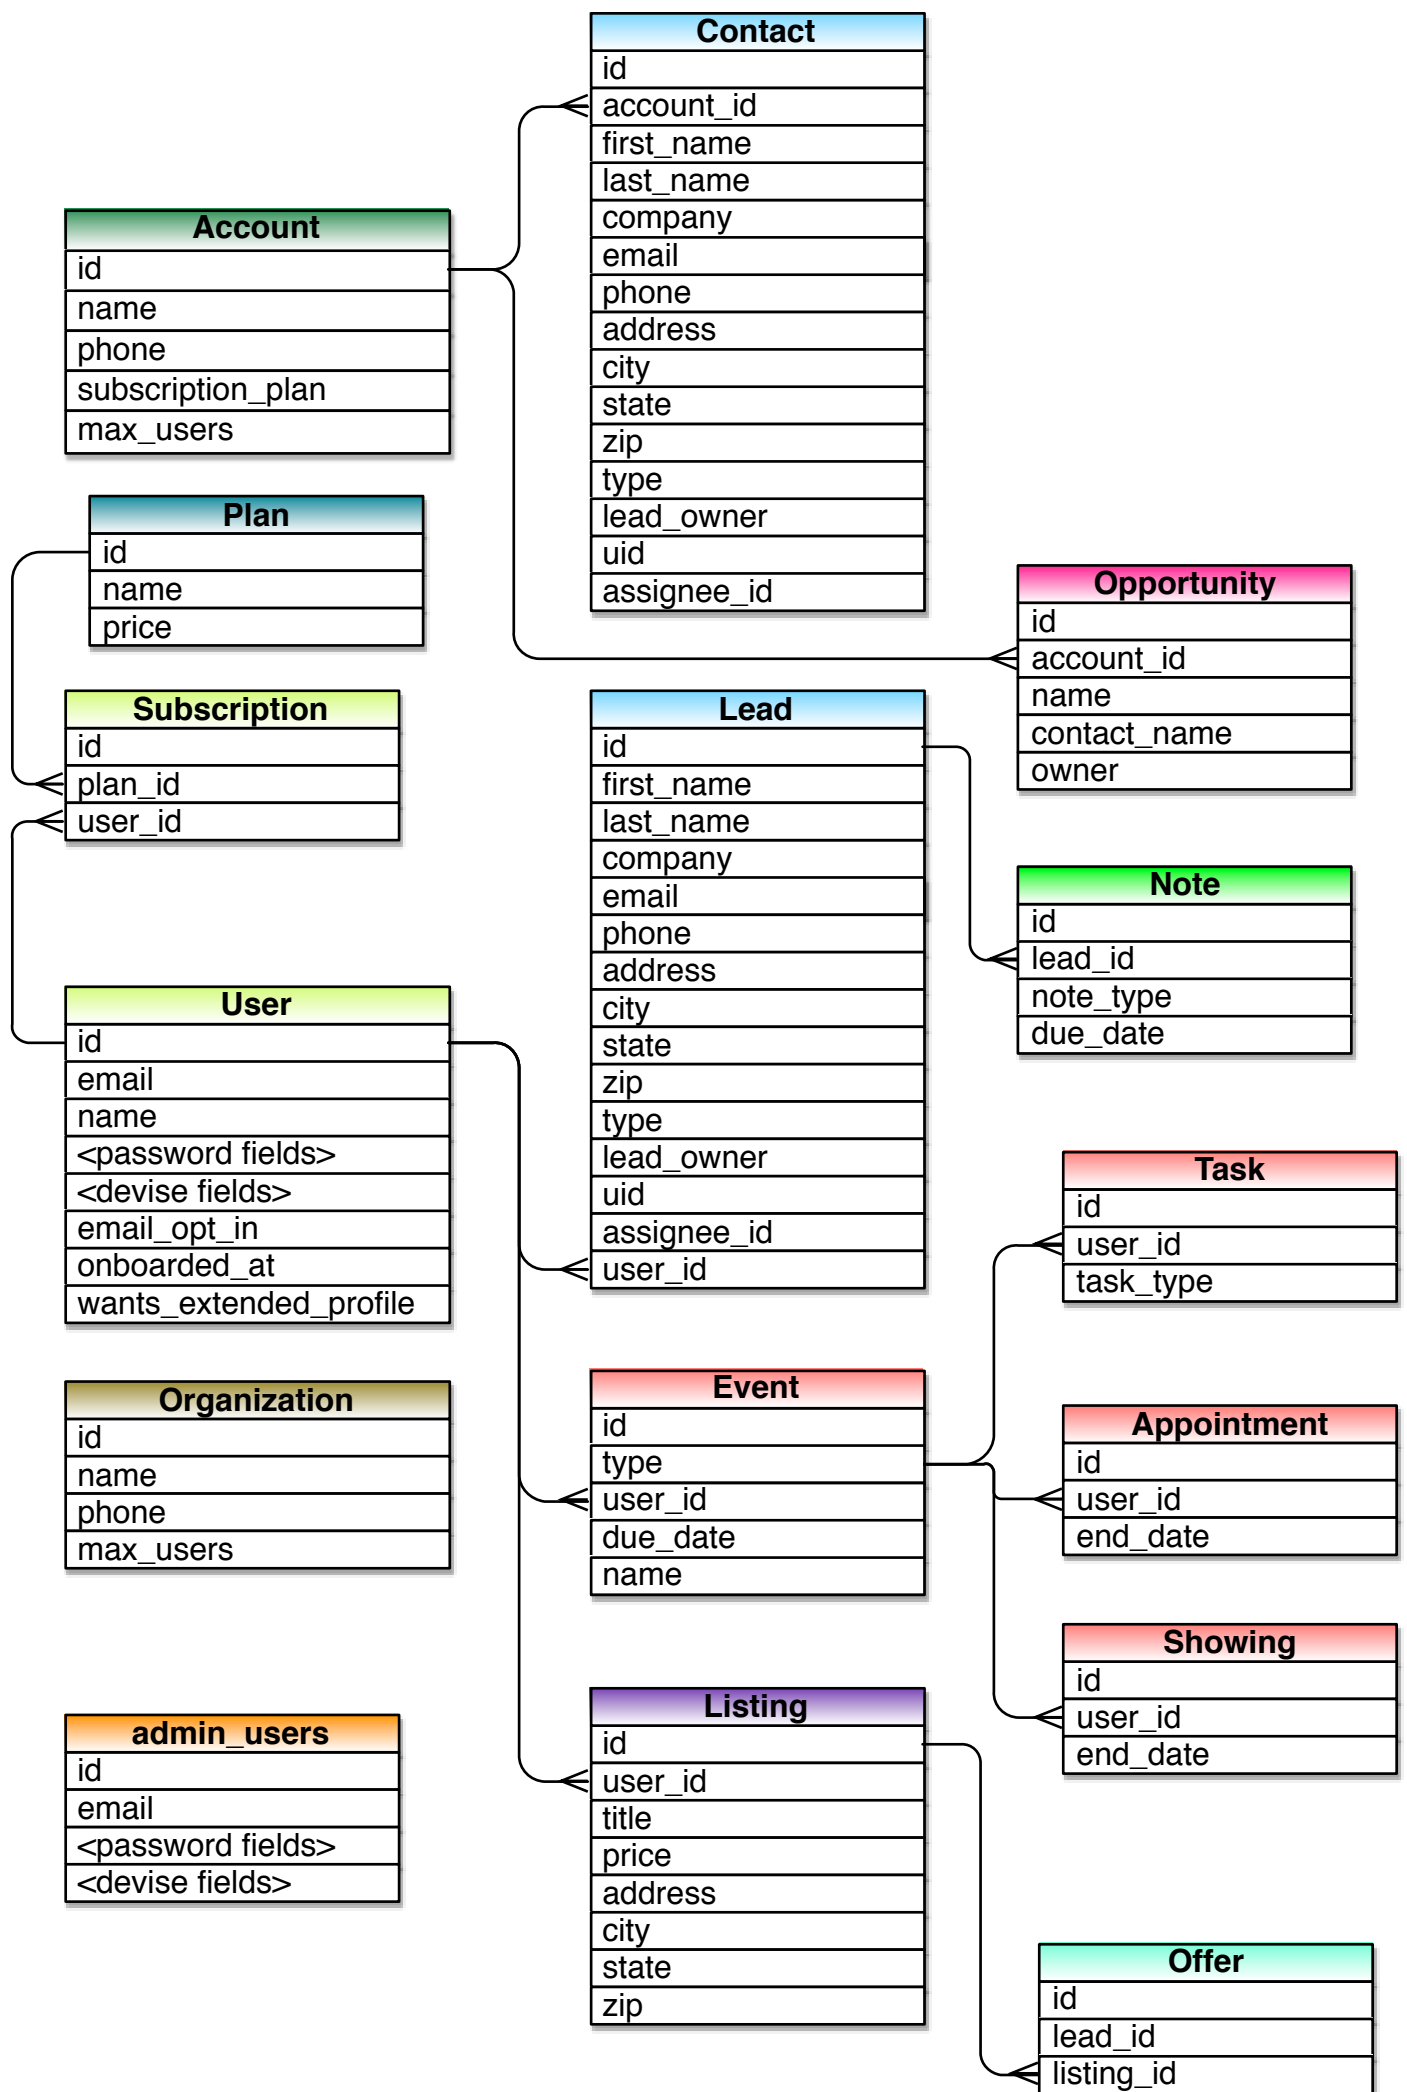 Contact
id
account_id
first_name
last_name
company
email
phone
address
city
state
zip
type
lead_owner
uid
assignee_id
Account
id
name
phone
subscription_plan
max_users
Plan
id
name
price
Opportunity
id
account_id
name
contact_name
owner
Subscription
id
plan_id
user_id
Lead
id
first_name
last_name
company
email
phone
address
city
state
zip
type
lead_owner
uid
assignee_id
user_id
Note
id
lead_id
note_type
due_date
User
id
email
name
<password fields>
<devise fields>
email_opt_in
onboarded_at
wants_extended_profile
Task
id
user_id
task_type
Organization
id
name
phone
max_users
Event
id
type
user_id
due_date
name
Appointment
id
user_id
end_date
Showing
id
user_id
end_date
admin_users
id
email
<password fields>
<devise fields>
Listing
id
user_id
title
price
address
city
state
zip
Offer
id
lead_id
listing_id